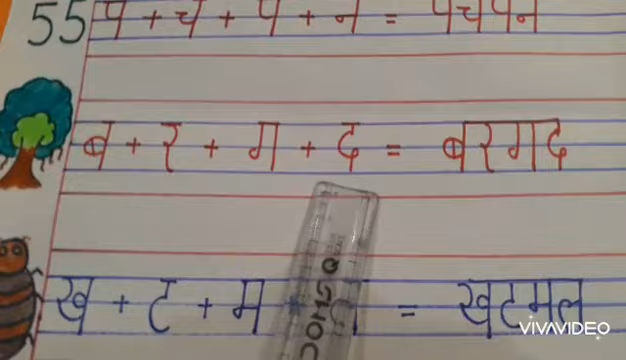 55 प + च + प + न = पचपन
ब + र + ग + द = बरगद
ख + ट + म = खटमल
VIVAVIDEO